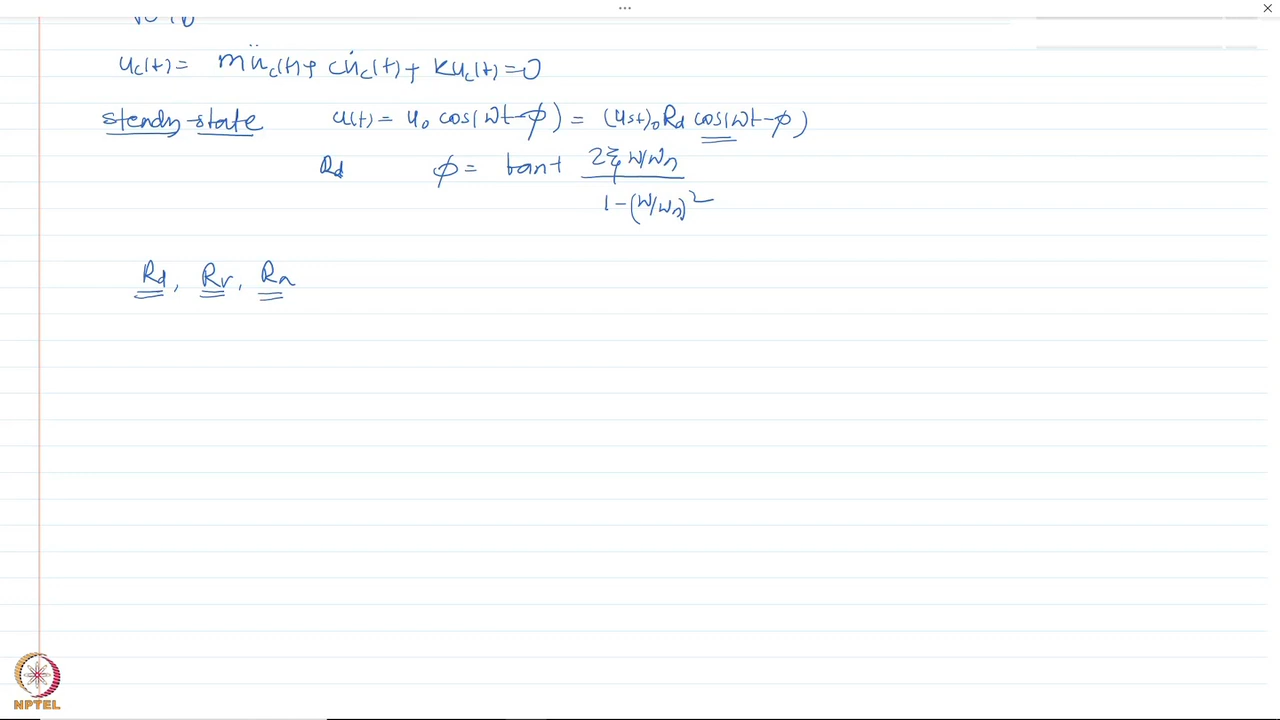 u_c(t) = mü_c(t) + cu̇_c(t) + ku_c(t) = 0
steady-state u(t) = u_0 cos(ωt-ϕ) = (u_st)_0 R_d cos(ωt-ϕ)
R_d ϕ = tan-1 2ξ ω/ω_n / 1-(ω/ω_n)^2
R_d, R_v, R_a
NPTEL